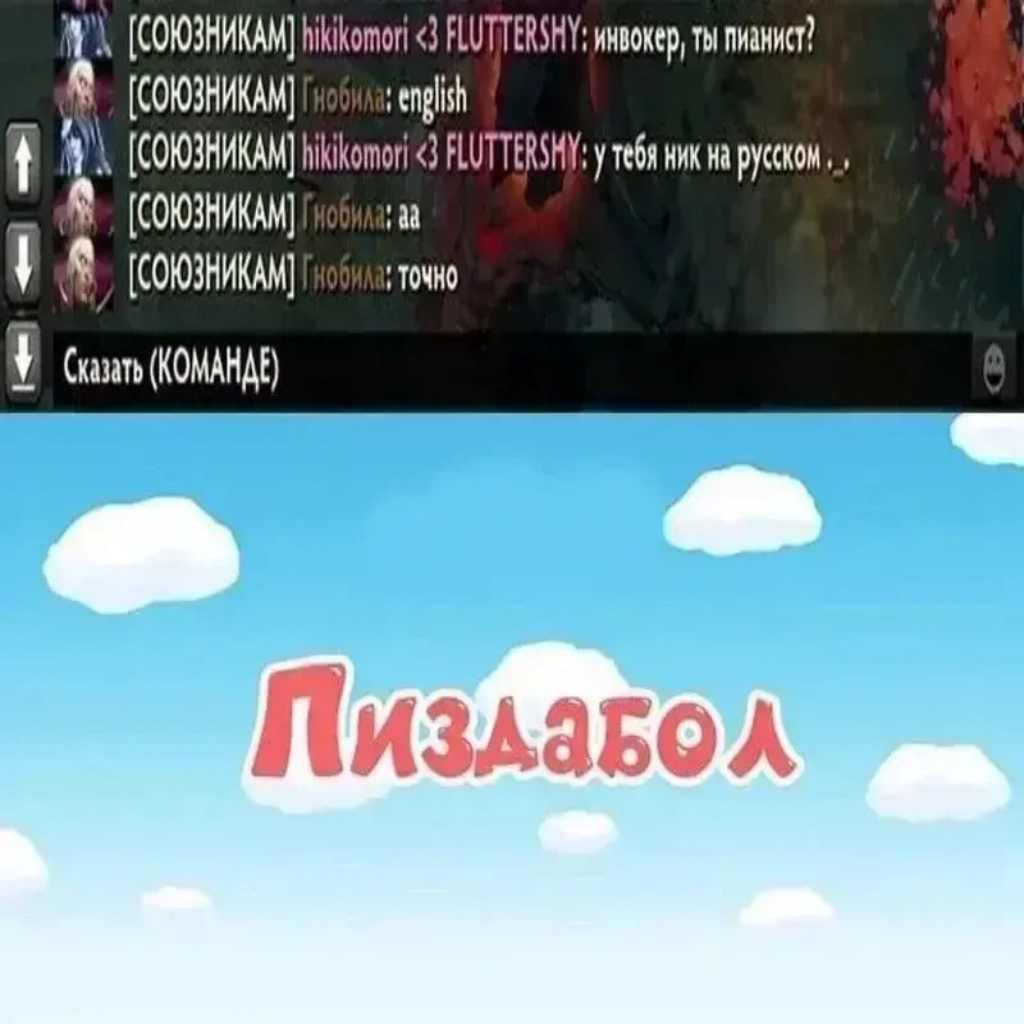 [СОЮЗНИКАМ] hikikomori <3 FLUTTERSHY: инвокер, ты пианист?
[СОЮЗНИКАМ] Гнобила: english
[СОЮЗНИКАМ] hikikomori <3 FLUTTERSHY: у тебя ник на русском ._.
[СОЮЗНИКАМ] Гнобила: аа
[СОЮЗНИКАМ] Гнобила: точно
Сказать (КОМАНДЕ)
Пиздабол